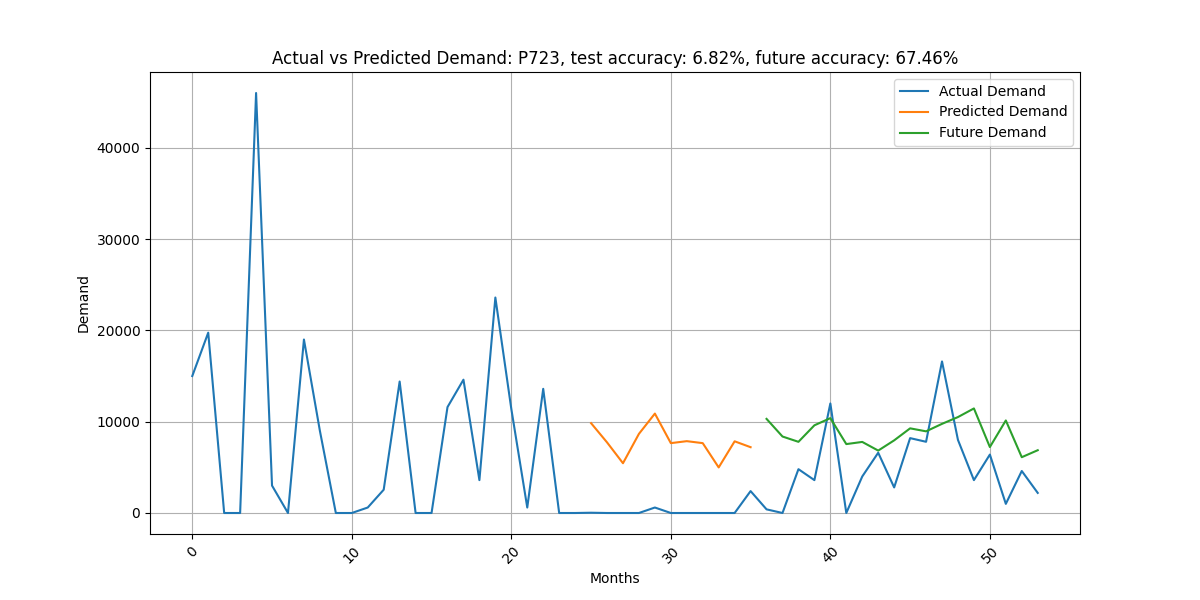 Actual vs Predicted Demand: P723, test accuracy: 6.82%, future accuracy: 67.46%
Actual Demand
Predicted Demand
Future Demand
40000
30000
20000
10000
0
Demand
0
10
20
30
40
50
Months